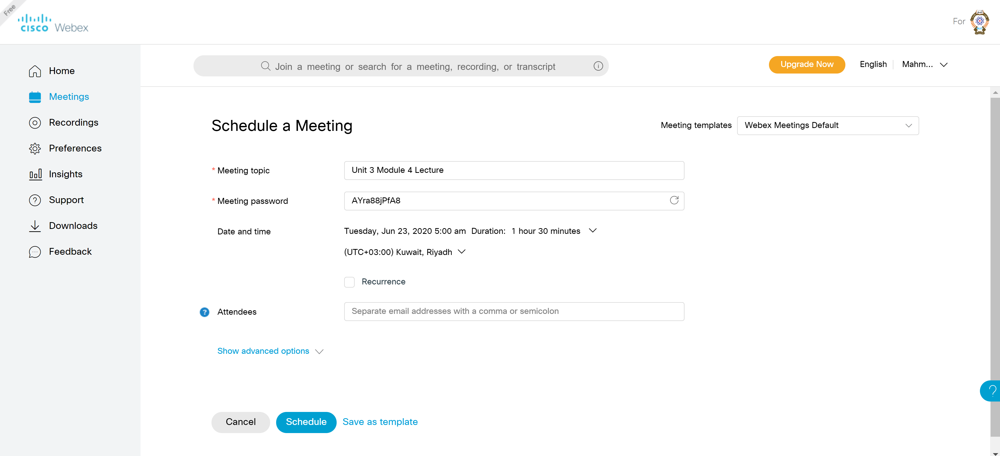 Free
CISCO Webex
For
Home
Meetings
Recordings
Preferences
Insights
Support
Downloads
Feedback
Join a meeting or search for a meeting, recording, or transcript
Upgrade Now
English
Mahm...
Schedule a Meeting
Meeting templates Webex Meetings Default
* Meeting topic Unit 3 Module 4 Lecture
* Meeting password AYra88jPfA8
Date and time Tuesday, Jun 23, 2020 5:00 am Duration: 1 hour 30 minutes
(UTC+03:00) Kuwait, Riyadh
Recurrence
? Attendees Separate email addresses with a comma or semicolon
Show advanced options
Cancel Schedule Save as template
?